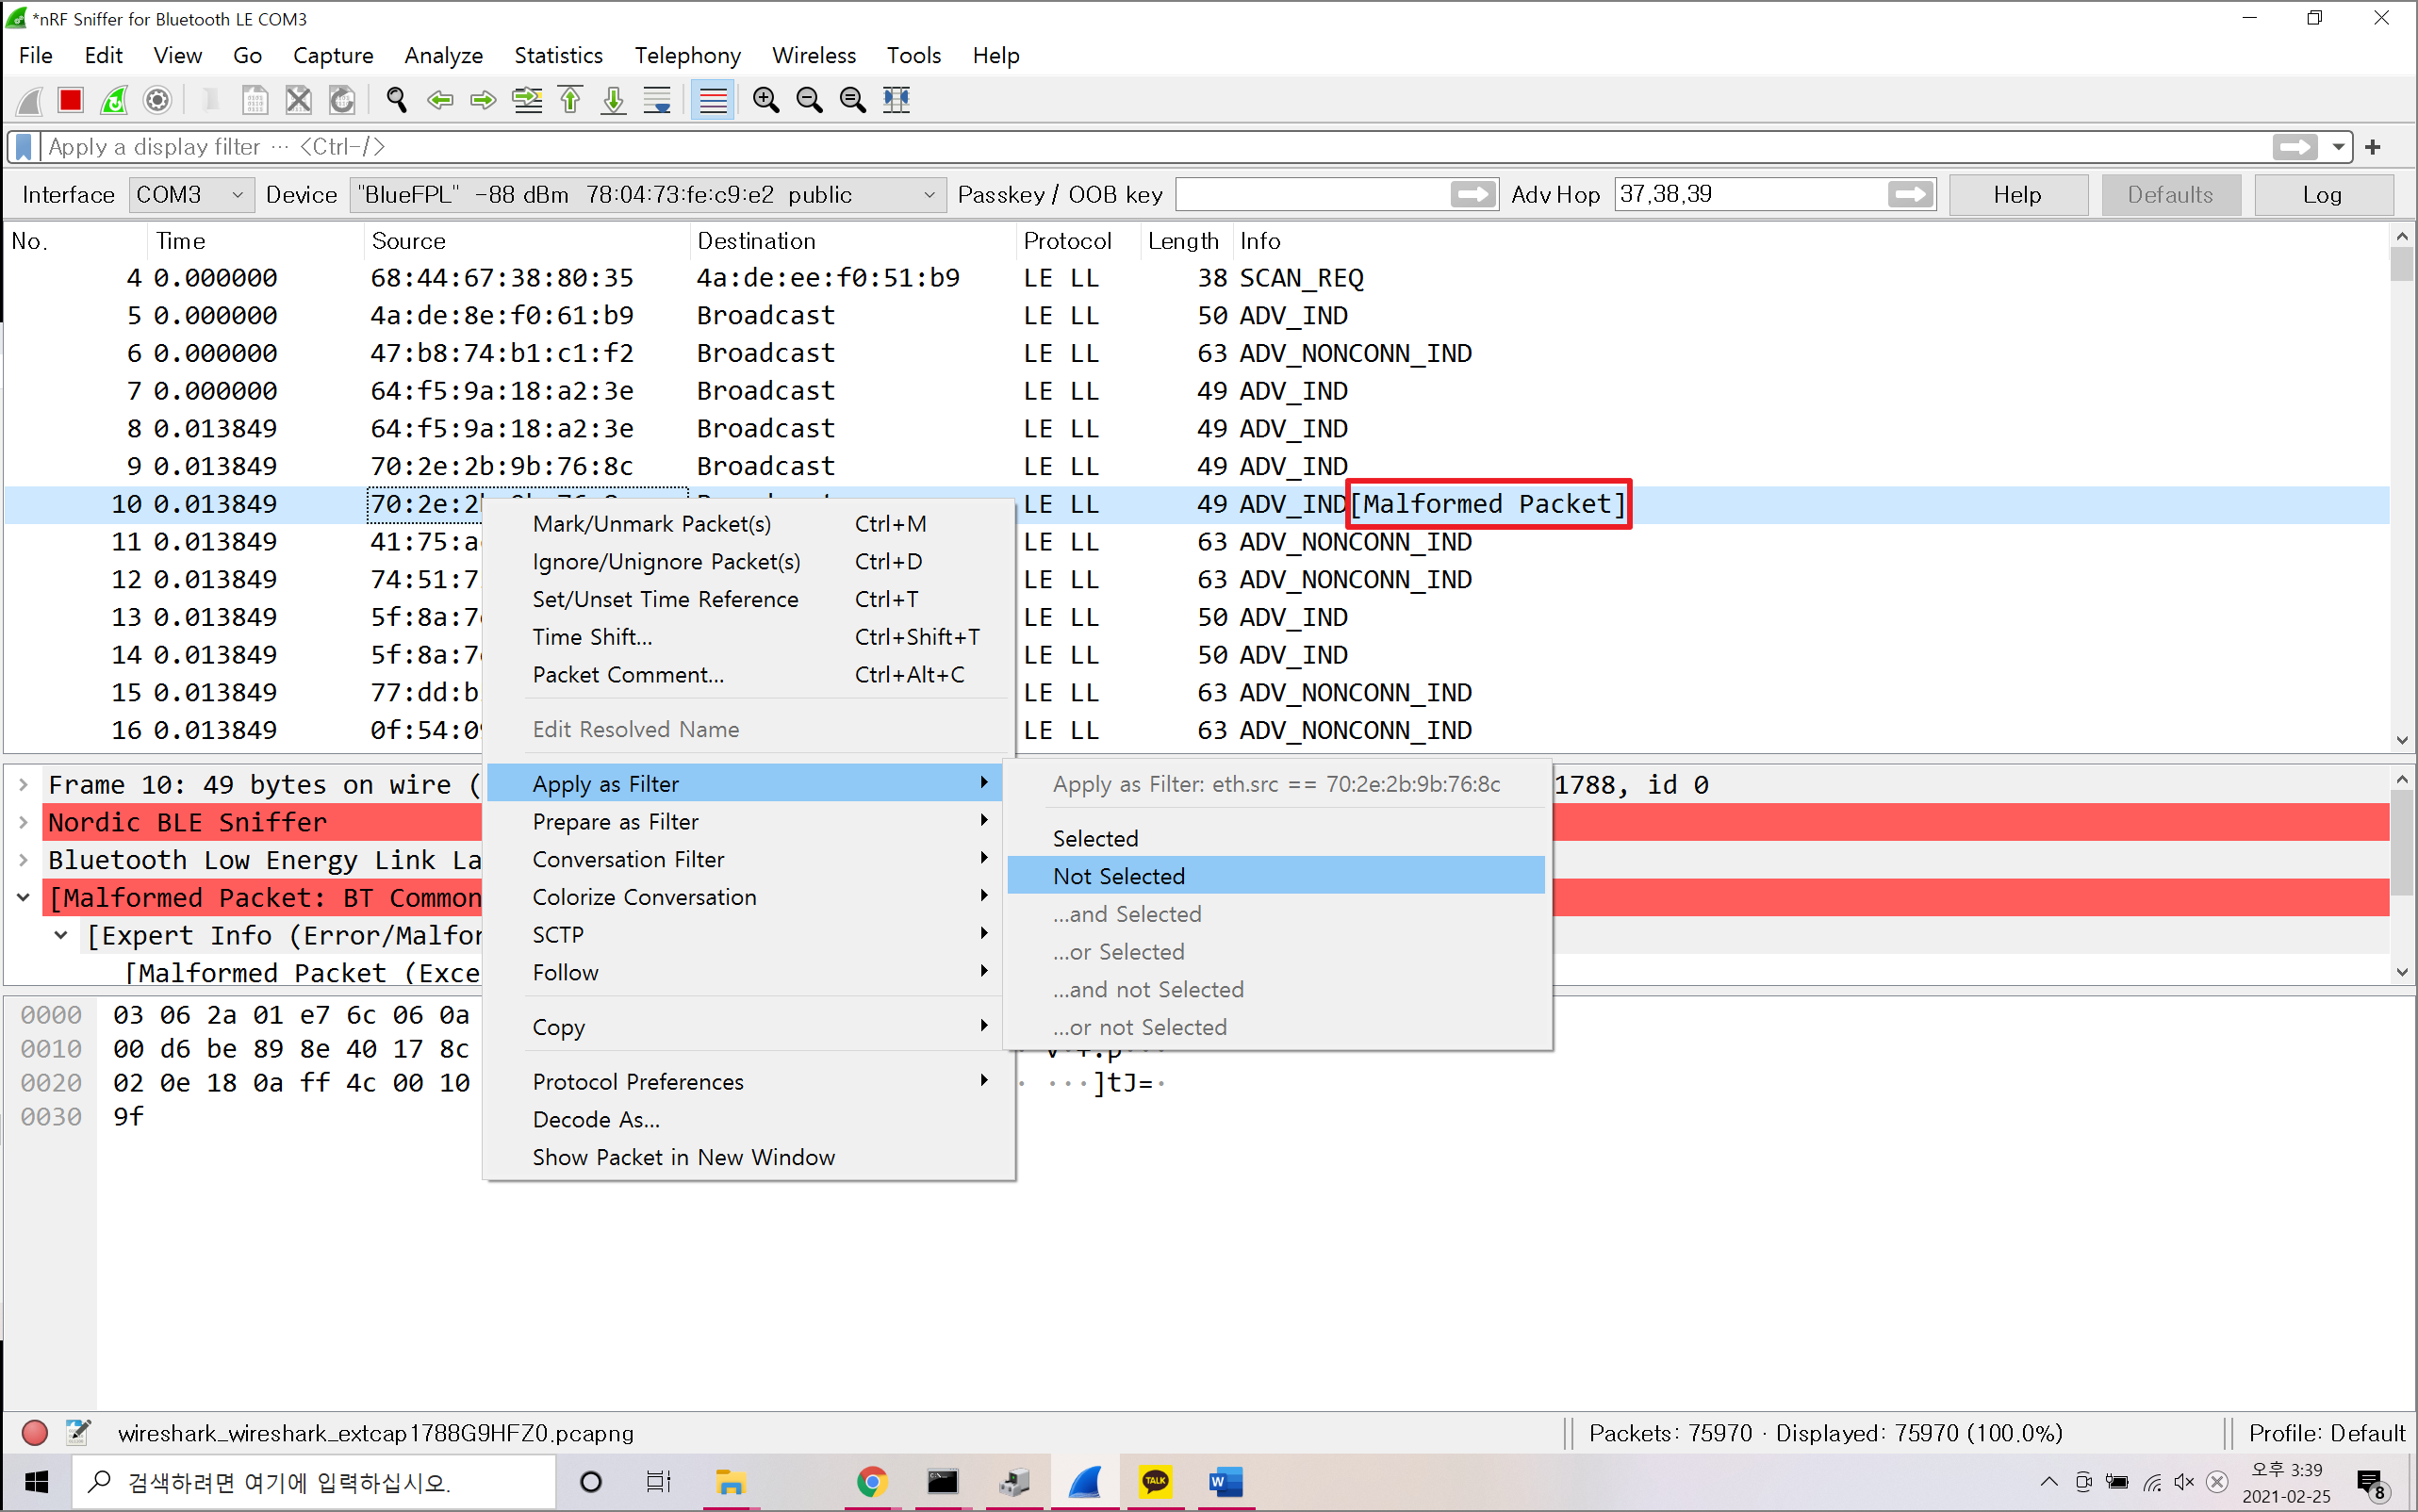 *nRF Sniffer for Bluetooth LE COM3
File Edit View Go Capture Analyze Statistics Telephony Wireless Tools Help
Apply a display filter ··· <Ctrl-/>
Interface COM3 Device "BlueFPL" -88 dBm 78:04:73:fe:c9:e2 public Passkey / OOB key Adv Hop 37,38,39 Help Defaults Log
No. Time Source Destination Protocol Length Info
4 0.000000 68:44:67:38:80:35 4a:de:ee:f0:51:b9 LE LL 38 SCAN_REQ
5 0.000000 4a:de:8e:f0:61:b9 Broadcast LE LL 50 ADV_IND
6 0.000000 47:b8:74:b1:c1:f2 Broadcast LE LL 63 ADV_NONCONN_IND
7 0.000000 64:f5:9a:18:a2:3e Broadcast LE LL 49 ADV_IND
8 0.013849 64:f5:9a:18:a2:3e Broadcast LE LL 49 ADV_IND
9 0.013849 70:2e:2b:9b:76:8c Broadcast LE LL 49 ADV_IND
10 0.013849 70:2e:2 LE LL 49 ADV_IND[Malformed Packet]
11 0.013849 41:75:a LE LL 63 ADV_NONCONN_IND
12 0.013849 74:51:7 LE LL 63 ADV_NONCONN_IND
13 0.013849 5f:8a:7 LE LL 50 ADV_IND
14 0.013849 5f:8a:7 LE LL 50 ADV_IND
15 0.013849 77:dd:b LE LL 63 ADV_NONCONN_IND
16 0.013849 0f:54:0 LE LL 63 ADV_NONCONN_IND
Mark/Unmark Packet(s) Ctrl+M
Ignore/Unignore Packet(s) Ctrl+D
Set/Unset Time Reference Ctrl+T
Time Shift... Ctrl+Shift+T
Packet Comment... Ctrl+Alt+C
Edit Resolved Name
Apply as Filter
Prepare as Filter
Conversation Filter
Colorize Conversation
SCTP
Follow
Copy
Protocol Preferences
Decode As...
Show Packet in New Window
Apply as Filter: eth.src == 70:2e:2b:9b:76:8c
Selected
Not Selected
...and Selected
...or Selected
...and not Selected
...or not Selected
Frame 10: 49 bytes on wire ( 1788, id 0
Nordic BLE Sniffer
Bluetooth Low Energy Link La
[Malformed Packet: BT Common
[Expert Info (Error/Malfor
[Malformed Packet (Exce
0000 03 06 2a 01 e7 6c 06 0a
0010 00 d6 be 89 8e 40 17 8c
0020 02 0e 18 0a ff 4c 00 10 · ···]tJ=·
0030 9f
wireshark_wireshark_extcap1788G9HFZ0.pcapng Packets: 75970 · Displayed: 75970 (100.0%) Profile: Default
검색하려면 여기에 입력하십시오.
TALK
W
오후 3:39
2021-02-25
8